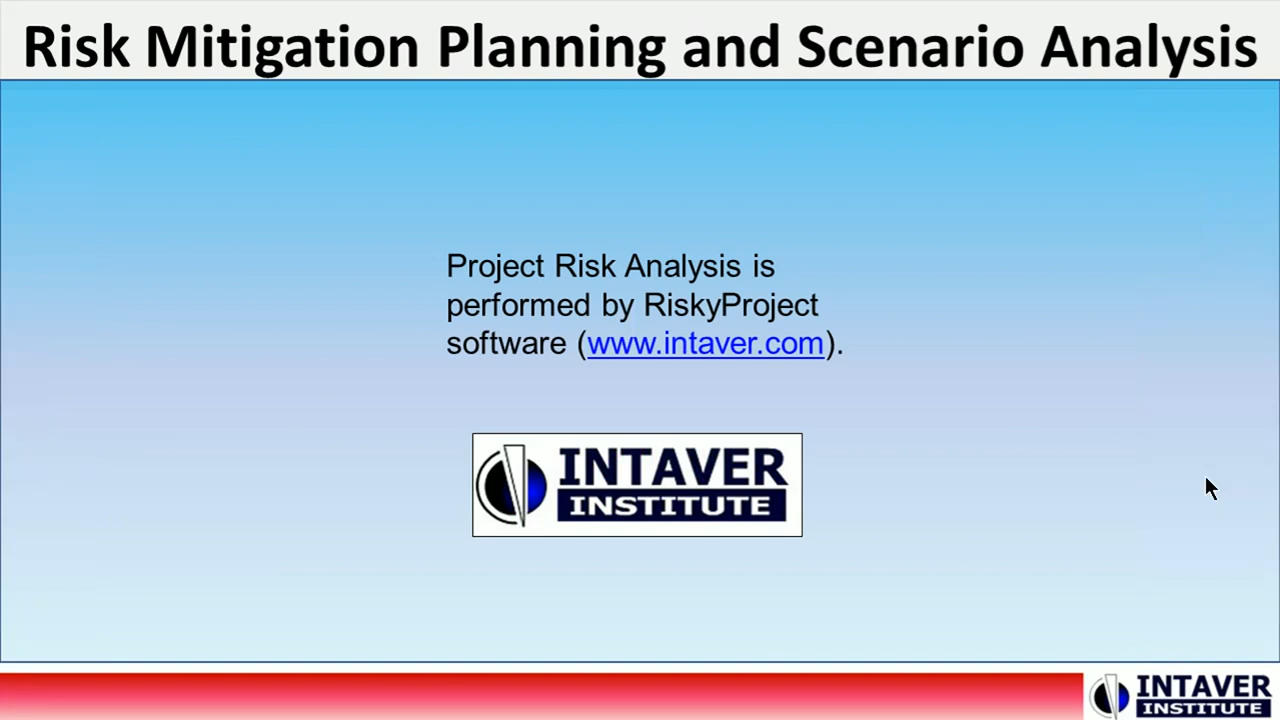 Risk Mitigation Planning and Scenario Analysis
Project Risk Analysis is
performed by RiskyProject
software (www.intaver.com).
INTAVER
INSTITUTE
INTAVER
INSTITUTE